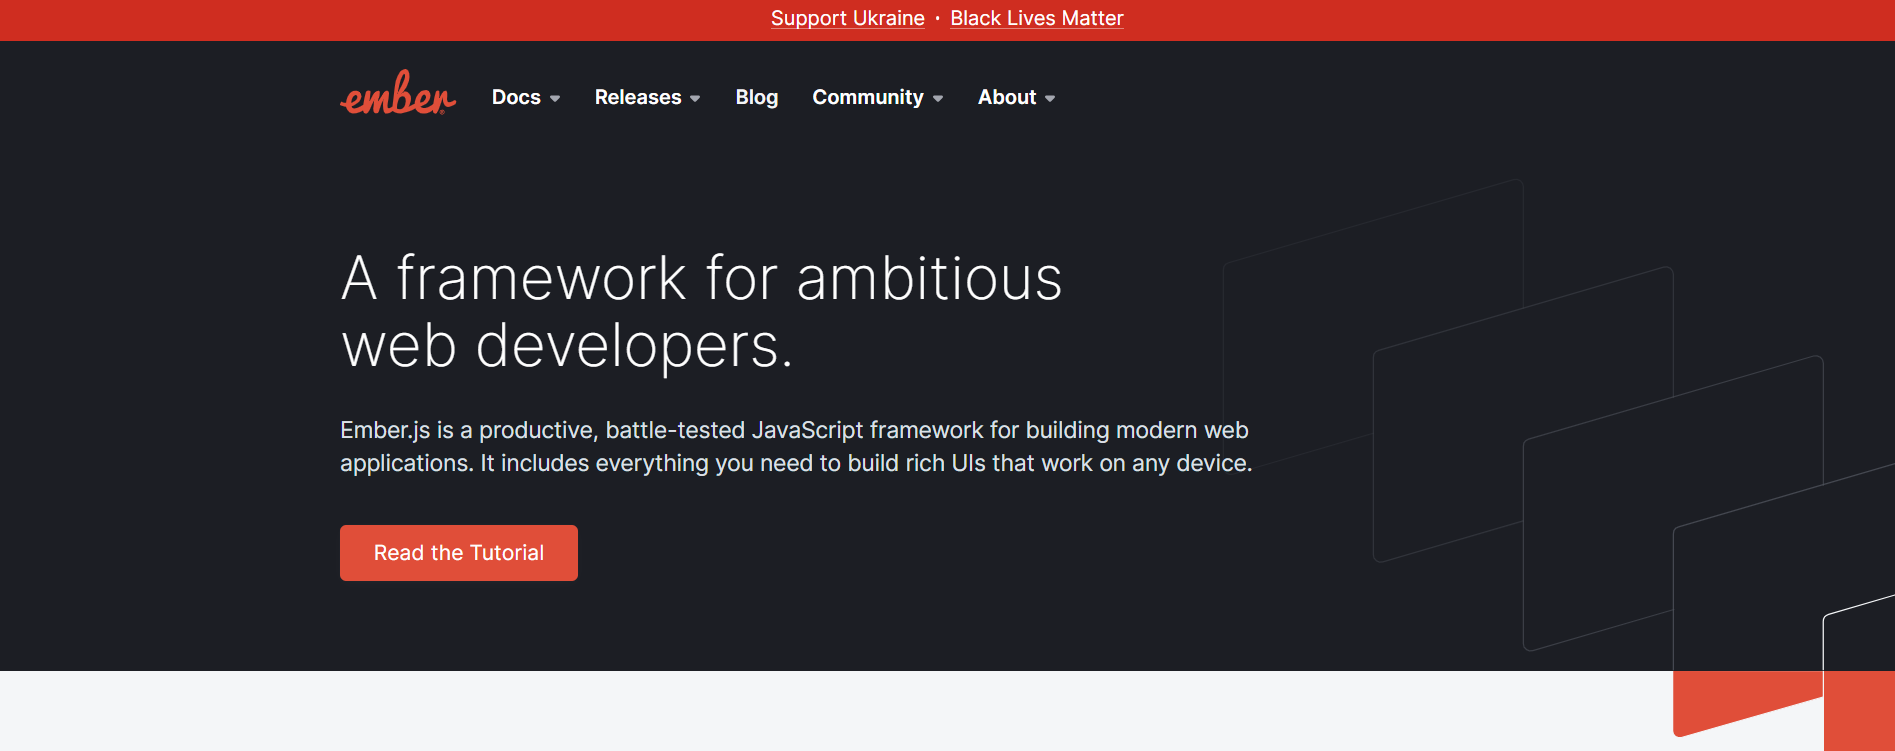 Support Ukraine · Black Lives Matter
ember® Docs Releases Blog Community About
A framework for ambitious
web developers.
Ember.js is a productive, battle-tested JavaScript framework for building modern web
applications. It includes everything you need to build rich UIs that work on any device.
Read the Tutorial